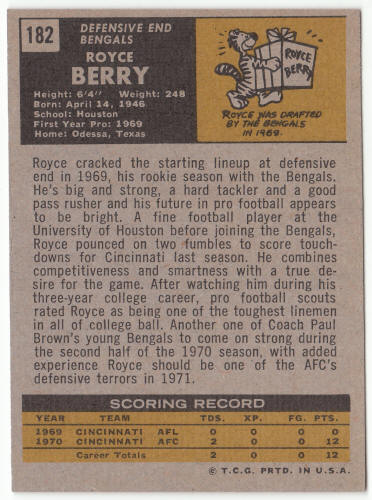 182
DEFENSIVE END
BENGALS
ROYCE
BERRY
Height: 6'4" Weight: 248
Born: April 14, 1946
School: Houston
First Year Pro: 1969
Home: Odessa, Texas
ROYCE
BERRY
ROYCE WAS DRAFTED
BY THE BENGALS
IN 1969.
Royce cracked the starting lineup at defensive
end in 1969, his rookie season with the Bengals.
He's big and strong, a hard tackler and a good
pass rusher and his future in pro football appears
to be bright. A fine football player at the
University of Houston before joining the Bengals,
Royce pounced on two fumbles to score touch-
downs for Cincinnati last season. He combines
competitiveness and smartness with a true de-
sire for the game. After watching him during his
three-year college career, pro football scouts
rated Royce as being one of the toughest linemen
in all of college ball. Another one of Coach Paul
Brown's young Bengals to come on strong during
the second half of the 1970 season, with added
experience Royce should be one of the AFC's
defensive terrors in 1971.
SCORING RECORD
YEAR TEAM TDS. XP. FG. PTS.
1969 CINCINNATI AFL 0 0 0 0
1970 CINCINNATI AFC 2 0 0 12
Career Totals 2 0 0 12
© T.C.G. PRTD. IN U.S.A.